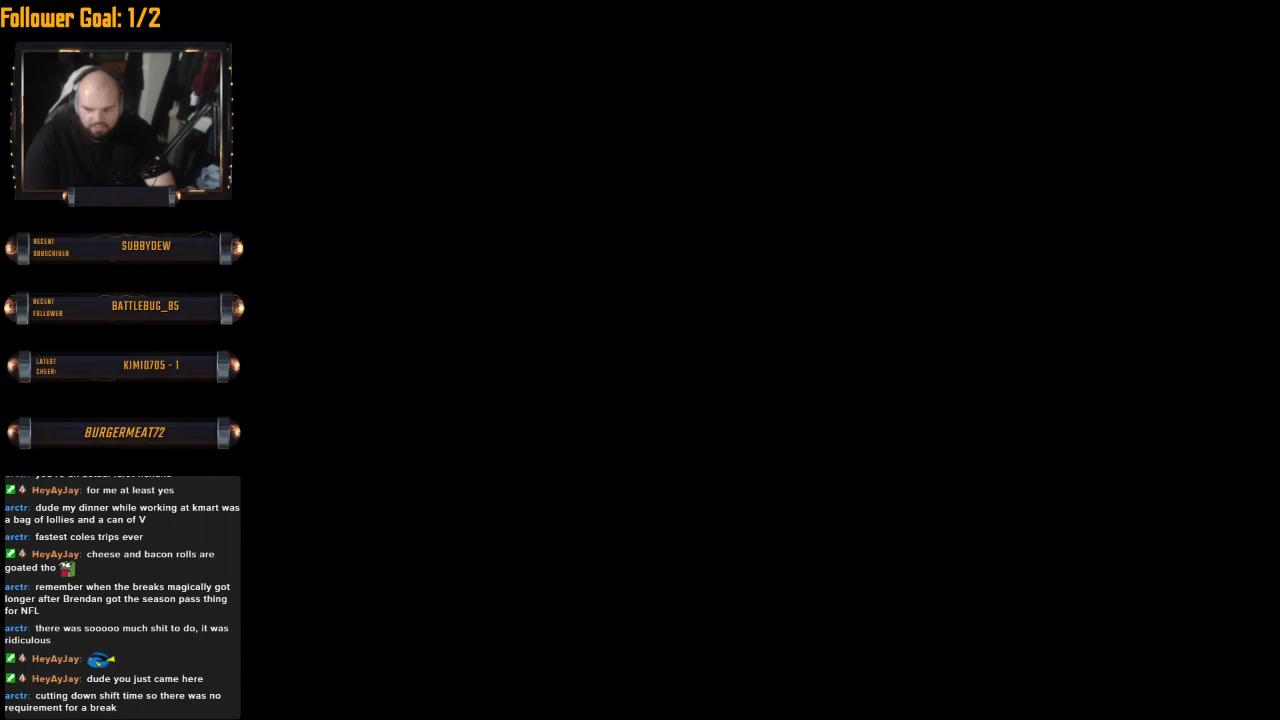 Follower Goal: 1/2
RECENT
SUBSCRIBER
SUBBYDEW
RECENT
FOLLOWER
BATTLEBUG_85
LATEST
CHEER:
KIMI0705 - 1
BURGERMEAT72
HeyAyJay: for me at least yes
arctr: dude my dinner while working at kmart was
a bag of lollies and a can of V
arctr: fastest coles trips ever
HeyAyJay: cheese and bacon rolls are
goated tho
arctr: remember when the breaks magically got
longer after Brendan got the season pass thing
for NFL
arctr: there was sooooo much shit to do, it was
ridiculous
HeyAyJay:
HeyAyJay: dude you just came here
arctr: cutting down shift time so there was no
requirement for a break